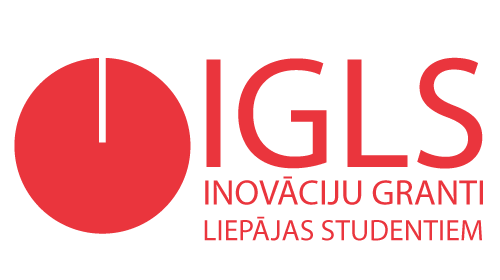 IGLS
INOVĀCIJU GRANTI
LIEPĀJAS STUDENTIEM